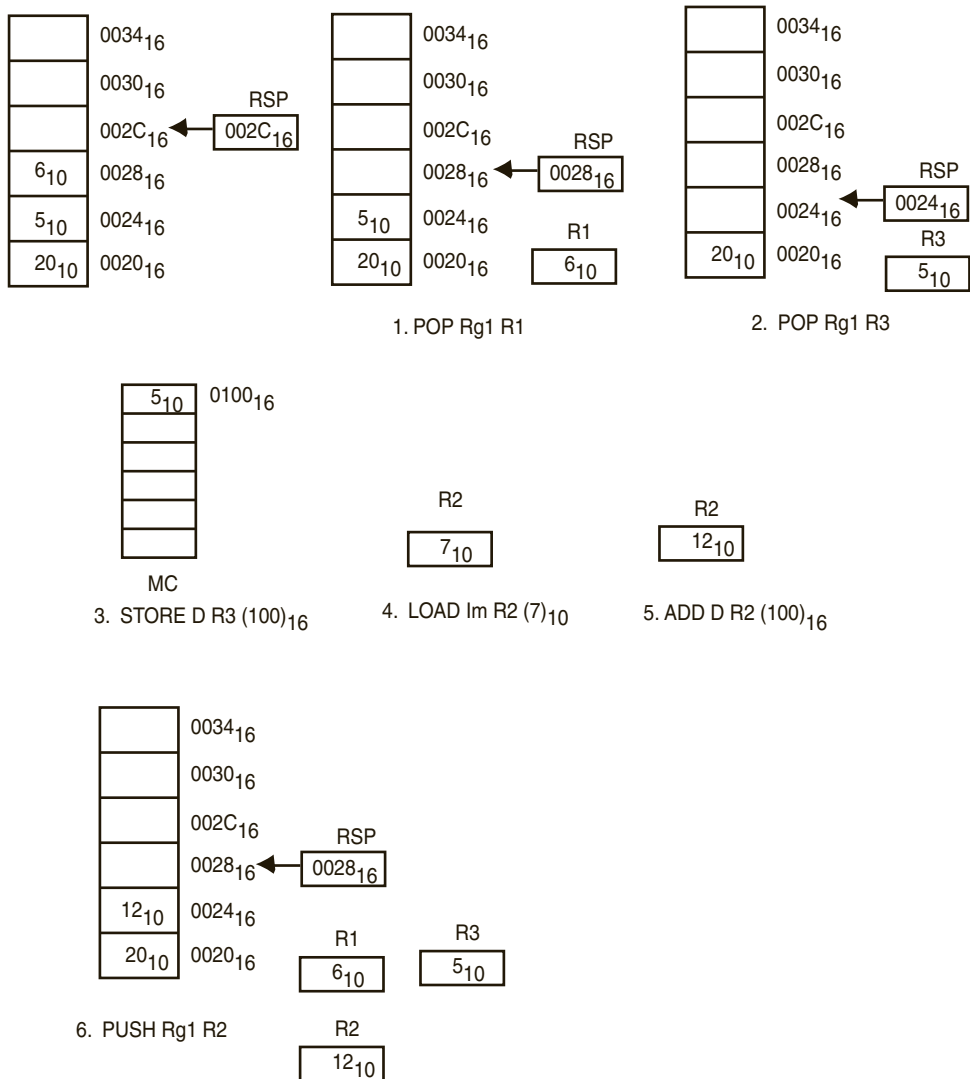 0034₁₆
0030₁₆
RSP
002C₁₆ 002C₁₆
6₁₀ 0028₁₆
5₁₀ 0024₁₆
20₁₀ 0020₁₆
0034₁₆
0030₁₆
002C₁₆
RSP
0028₁₆ 0028₁₆
5₁₀ 0024₁₆
R1
20₁₀ 0020₁₆ 6₁₀
1. POP Rg1 R1
0034₁₆
0030₁₆
002C₁₆
0028₁₆
RSP
0024₁₆ 0024₁₆
R3
20₁₀ 0020₁₆ 5₁₀
2. POP Rg1 R3
5₁₀ 0100₁₆
MC
3. STORE D R3 (100)₁₆
R2
7₁₀
4. LOAD Im R2 (7)₁₀
R2
12₁₀
5. ADD D R2 (100)₁₆
0034₁₆
0030₁₆
002C₁₆
RSP
0028₁₆ 0028₁₆
12₁₀ 0024₁₆
20₁₀ 0020₁₆
R1 R3
6₁₀ 5₁₀
6. PUSH Rg1 R2
R2
12₁₀